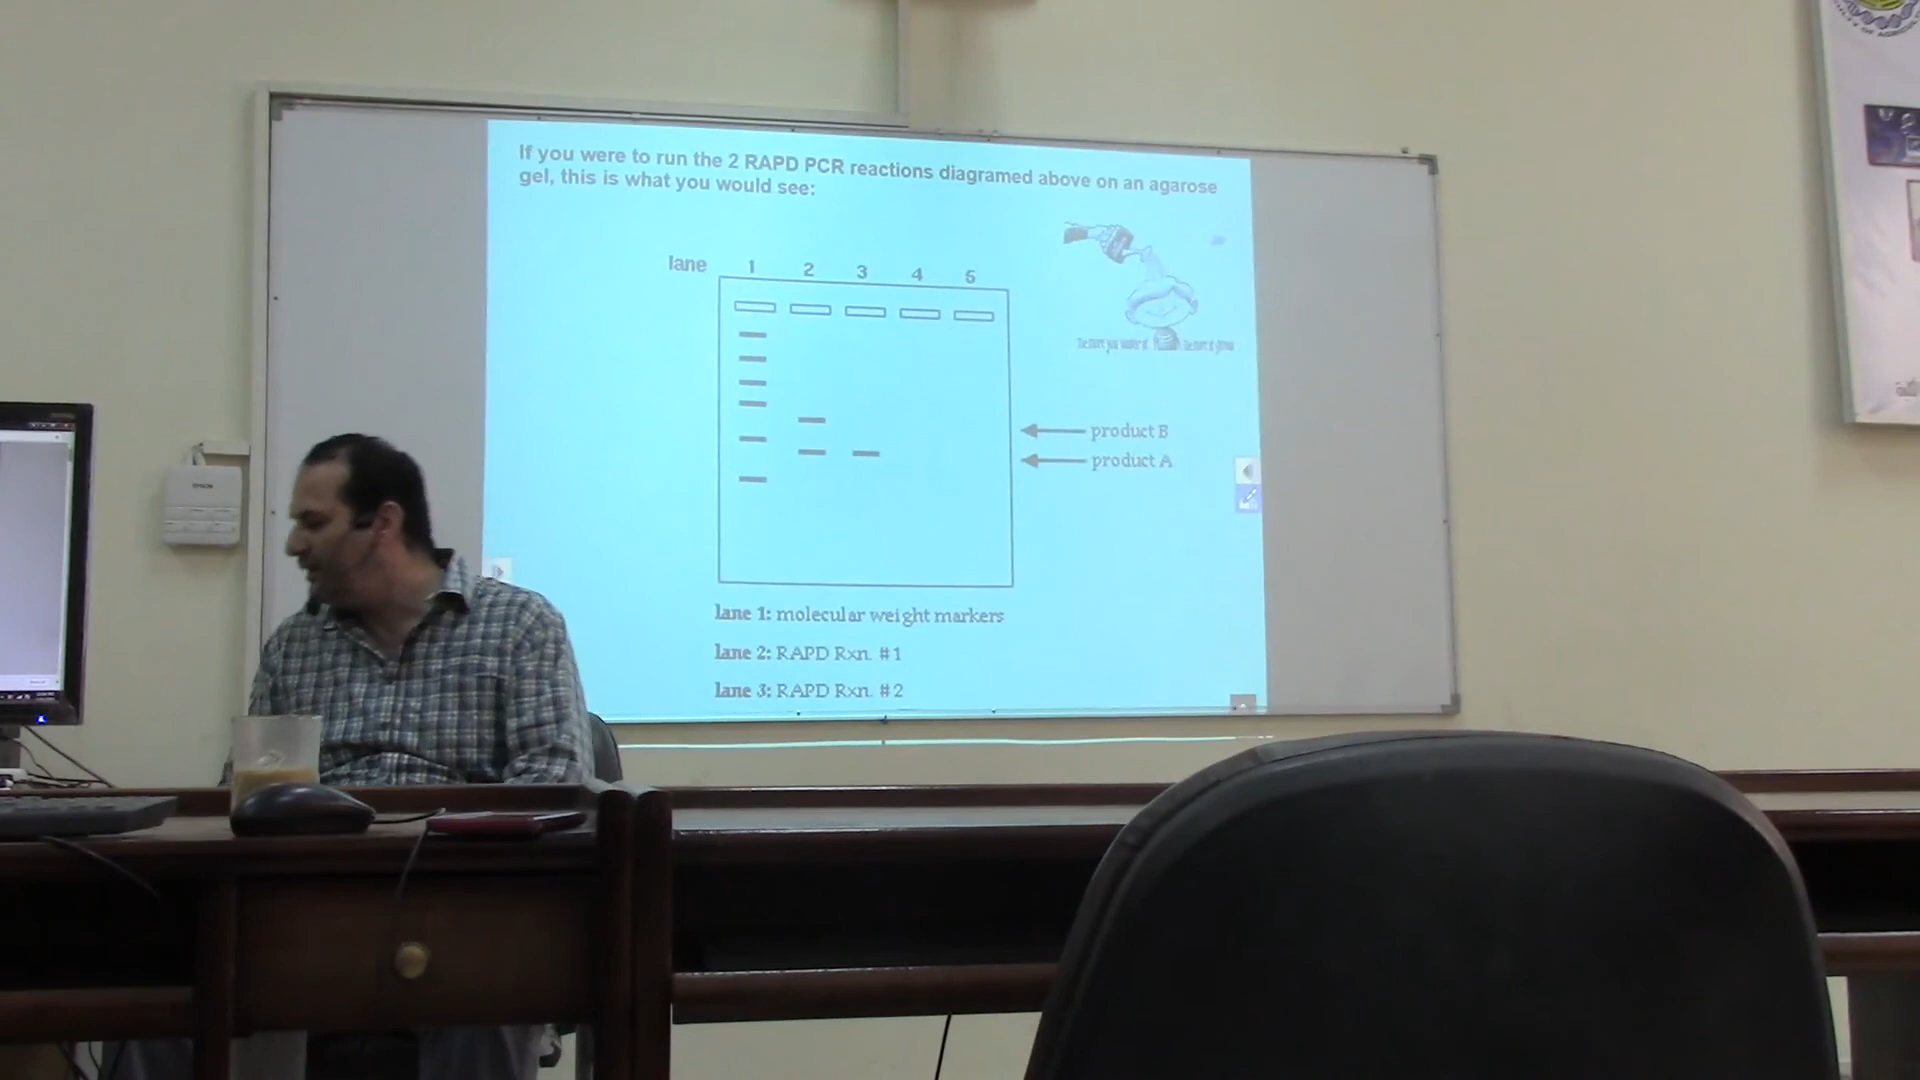 If you were to run the 2 RAPD PCR reactions diagramed above on an agarose
gel, this is what you would see:
lane 1 2 3 4 5
product B
product A
lane 1: molecular weight markers
lane 2: RAPD Rxn. #1
lane 3: RAPD Rxn. #2
EPSON